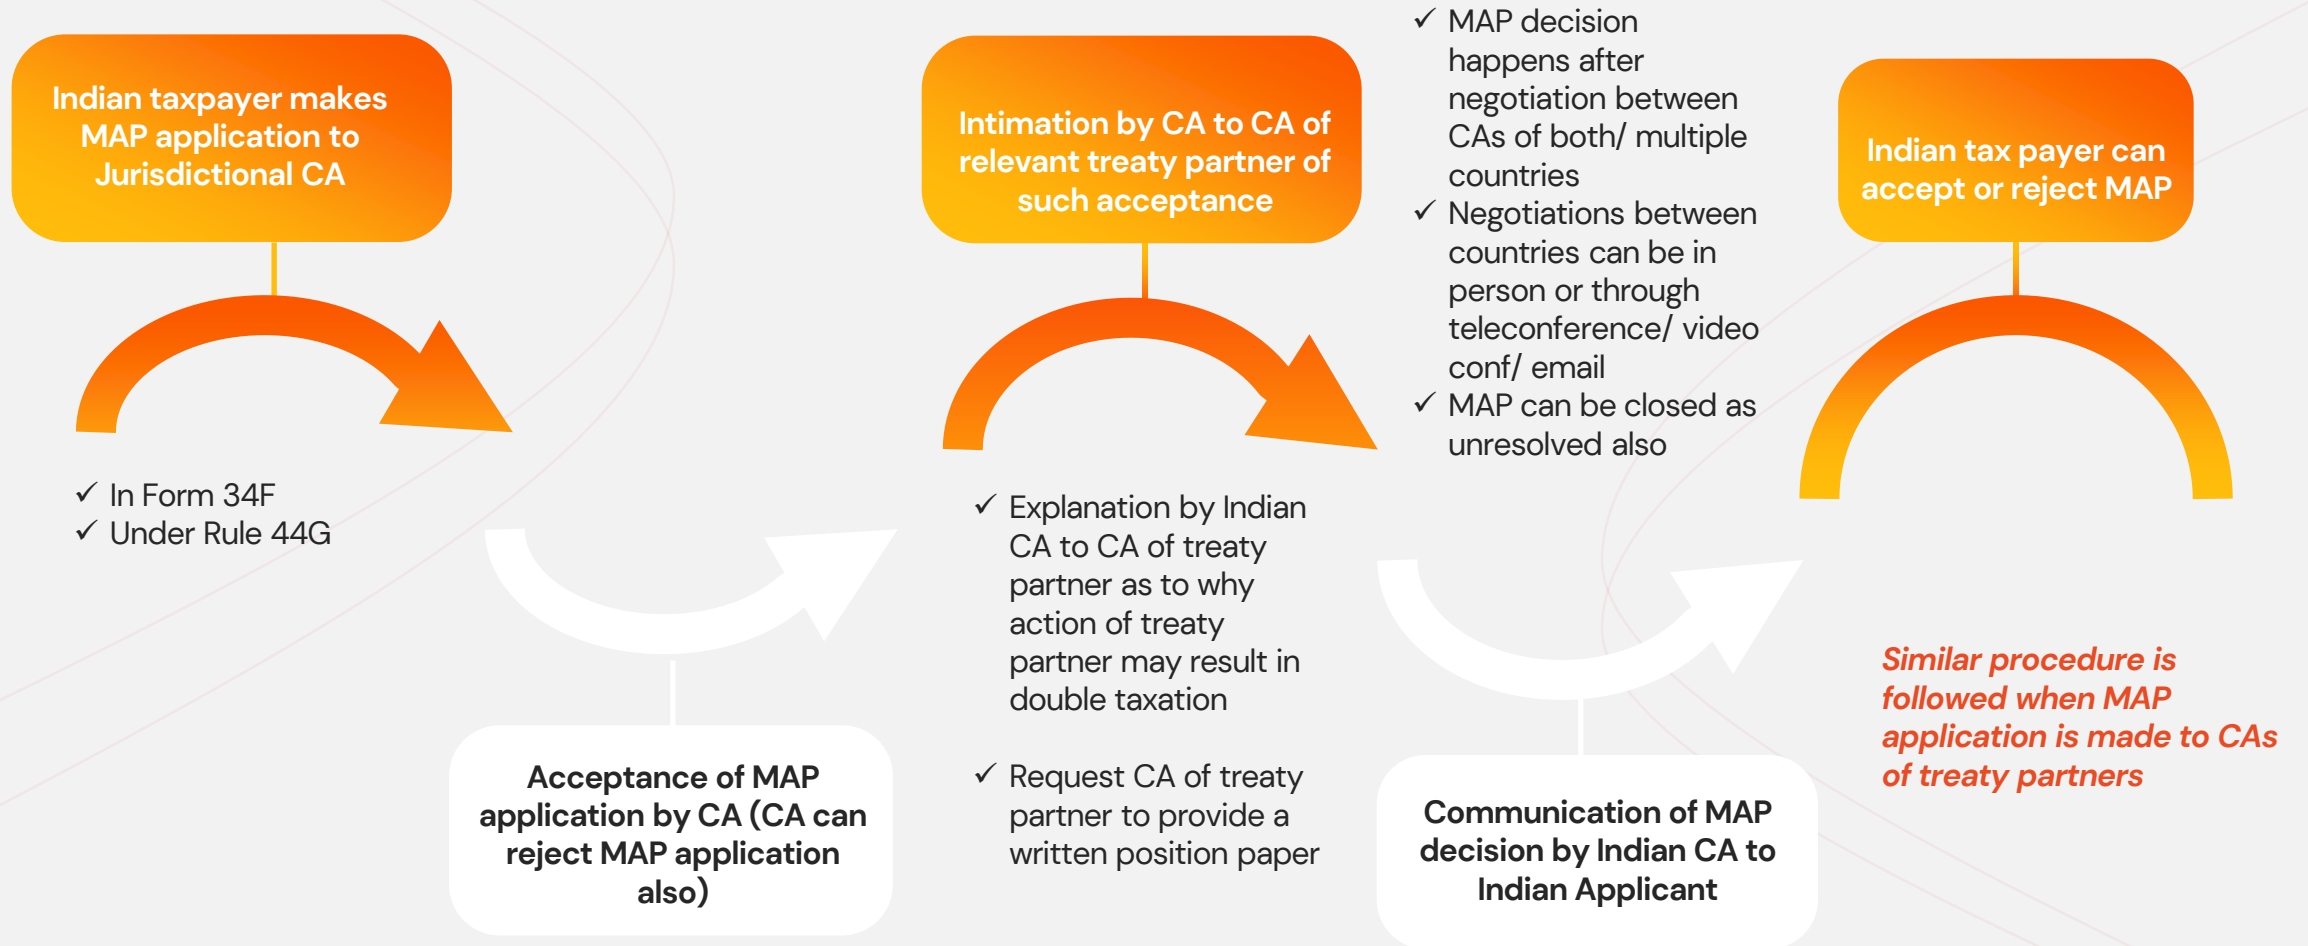 Indian taxpayer makes
MAP application to
Jurisdictional CA
✓ In Form 34F
✓ Under Rule 44G
Acceptance of MAP
application by CA (CA can
reject MAP application
also)
Intimation by CA to CA of
relevant treaty partner of
such acceptance
✓ Explanation by Indian
CA to CA of treaty
partner as to why
action of treaty
partner may result in
double taxation
✓ Request CA of treaty
partner to provide a
written position paper
✓ MAP decision
happens after
negotiation between
CAs of both/ multiple
countries
✓ Negotiations between
countries can be in
person or through
teleconference/ video
conf/ email
✓ MAP can be closed as
unresolved also
Communication of MAP
decision by Indian CA to
Indian Applicant
Indian tax payer can
accept or reject MAP
Similar procedure is
followed when MAP
application is made to CAs
of treaty partners